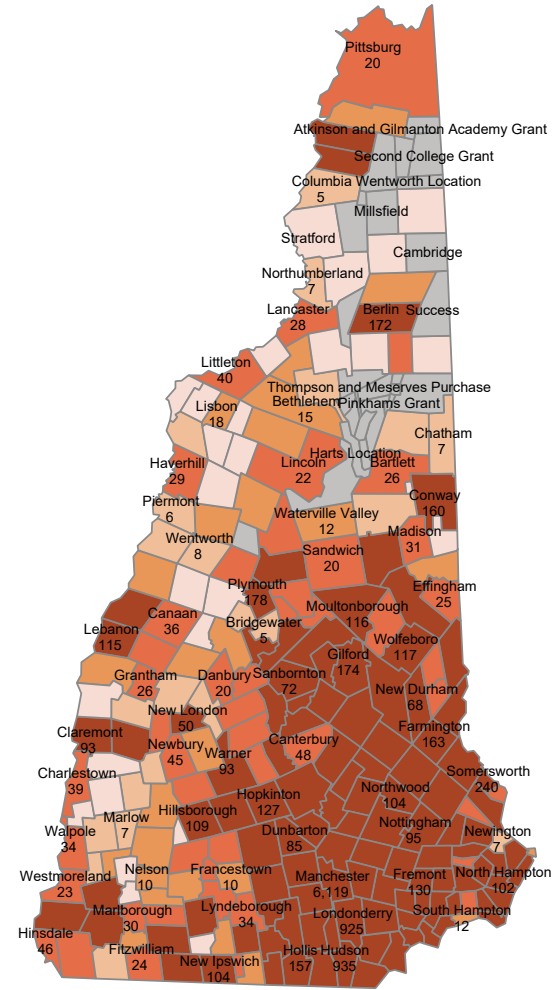 Pittsburg
20
Atkinson and Gilmanton Academy Grant
Second College Grant
Columbia
5
Wentworth Location
Millsfield
Stratford
Cambridge
Northumberland
7
Lancaster
28
Berlin
172
Success
Littleton
40
Thompson and Meserves Purchase
Bethlehem
15
Pinkhams Grant
Lisbon
18
Chatham
7
Harts Location
Haverhill
29
Lincoln
22
Bartlett
26
Conway
160
Piermont
6
Waterville Valley
12
Madison
31
Wentworth
8
Sandwich
20
Plymouth
178
Effingham
25
Moultonborough
116
Canaan
36
Bridgewater
5
Lebanon
115
Wolfeboro
117
Gilford
174
Grantham
26
Danbury
20
Sanbornton
72
New Durham
68
New London
50
Claremont
93
Farmington
163
Newbury
45
Warner
93
Canterbury
48
Charlestown
39
Somersworth
240
Hopkinton
127
Northwood
104
Hillsborough
109
Marlow
7
Walpole
34
Dunbarton
85
Nottingham
95
Newington
7
Westmoreland
23
Nelson
10
Francestown
10
Manchester
6,119
Fremont
130
North Hampton
102
Marlborough
30
Lyndeborough
34
Londonderry
925
South Hampton
12
Hinsdale
46
Fitzwilliam
24
New Ipswich
104
Hollis
157
Hudson
935